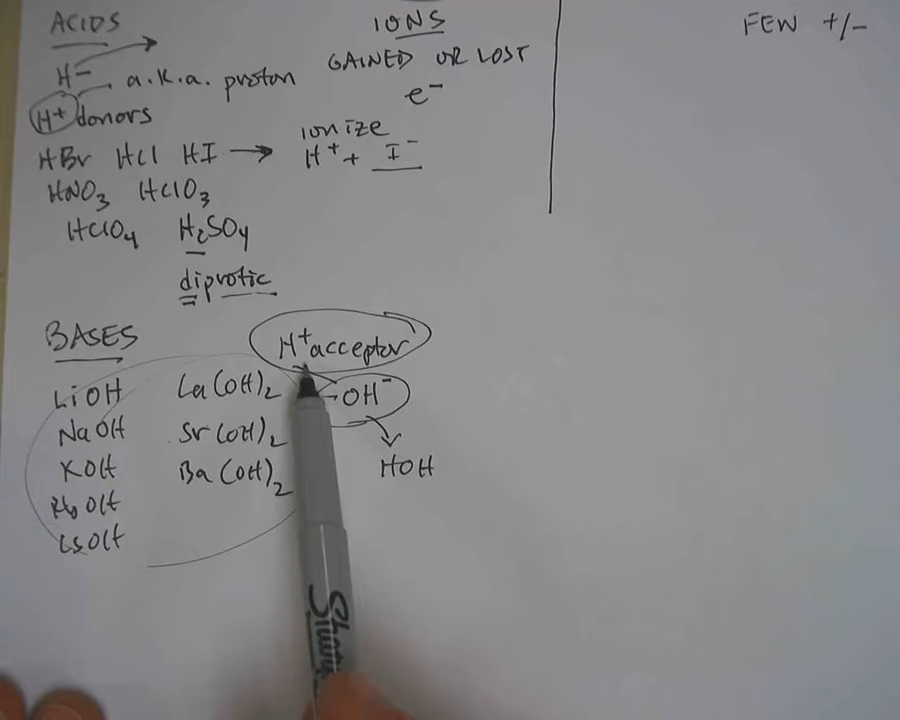 ACIDS
H- a.k.a. proton
H+ donors
HBr HCl HI → H+ + I-
ionize
HNO3 HClO3
HClO4 H2SO4
diprotic
IONS
GAINED OR LOST
e-
FEW +/-
BASES
H+ acceptor
LiOH Ca(OH)2 -OH-
NaOH Sr(OH)2
KOH Ba(OH)2 HOH
RbOH
CsOH